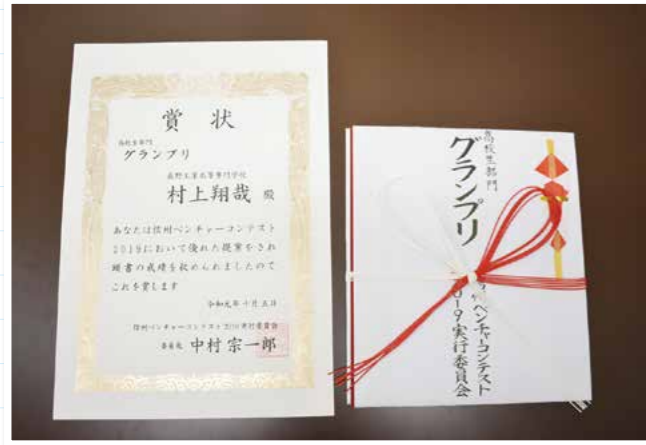 賞状
高校生部門
グランプリ
長野工業高等専門学校
村上翔哉 殿
あなたは信州ベンチャーコンテスト
2019において優れた提案をされ
頭書の成績を収められましたので
これを賞します
令和元年十月五日
信州ベンチャーコンテスト2019実行委員会
委員長 中村宗一郎
高校生部門
グランプリ
州ベンチャーコンテスト
019実行委員会